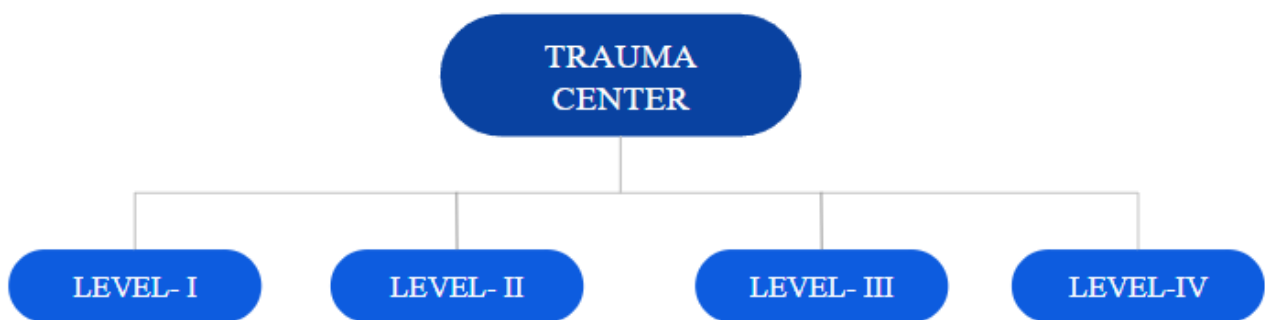 TRAUMA
CENTER
LEVEL- I
LEVEL- II
LEVEL- III
LEVEL-IV